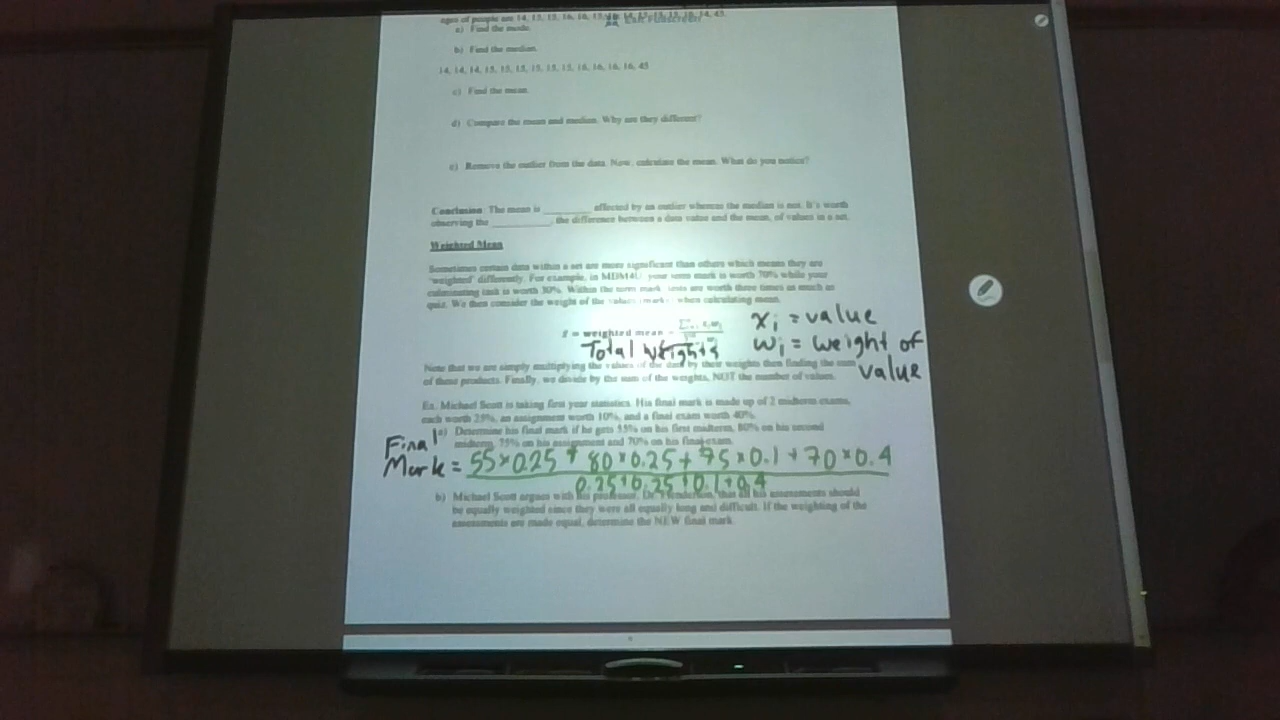 ages of people are 14, 13, 15, 16, 16, 15,
Exit Fullscreen
a) Find the mode.
b) Find the median.
14, 14, 14, 15, 15, 15, 15, 15, 15, 16, 16, 16, 16, 45
c) Find the mean.
d) Compare the mean and median. Why are they different?
e) Remove the outlier from the data. Now, calculate the mean. What do you notice?
Conclusion: The mean is ________ affected by an outlier whereas the median is not. It's worth
observing the __________, the difference between a data value and the mean, of values in a set.
Weighted Mean
Sometimes certain data within a set are more significant than others which means they are
'weighted' differently. For example, in MDM4U your term mark is worth 70% while your
culminating task is worth 30%. Within the term mark tests are worth three times as much as
quiz. We then consider the weight of the values (marks) when calculating mean.
= weighted mean =
xi = value
Total Weights
wi = weight of
value
Note that we are simply multiplying the values of the data by their weights then finding the sum
of these products. Finally, we divide by the sum of the weights, NOT the number of values.
Ex. Michael Scott is taking first year statistics. His final mark is made up of 2 midterm exams,
each worth 25%, an assignment worth 10%, and a final exam worth 40%.
a) Determine his final mark if he gets 55% on his first midterm, 80% on his second
midterm, 75% on his assignment and 70% on his final exam.
Final
Mark = 55×0.25 + 80×0.25 + 75×0.1 + 70×0.4
0.25+0.25+0.1+0.4
b) Michael Scott argues with his professor, Dr. Henderson, that all his assessments should
be equally weighted since they were all equally long and difficult. If the weighting of the
assessments are made equal, determine the NEW final mark.